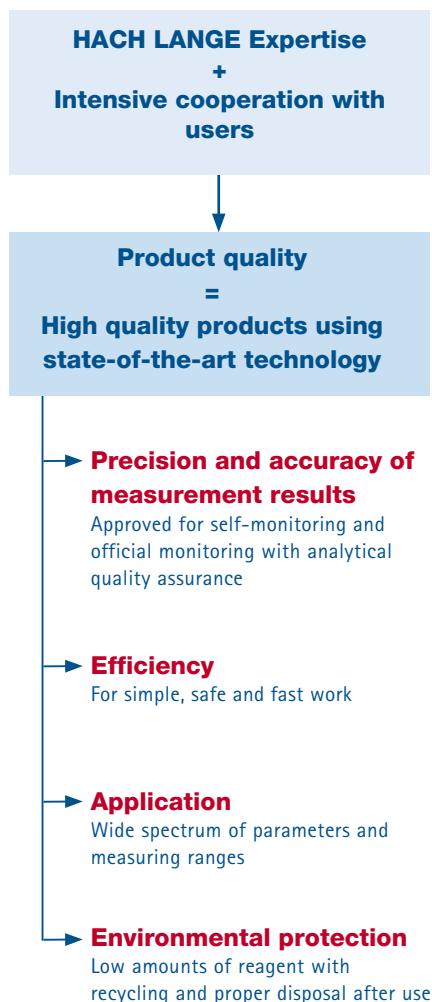 HACH LANGE Expertise
+
Intensive cooperation with
users
Product quality
=
High quality products using
state-of-the-art technology
Precision and accuracy of
measurement results
Approved for self-monitoring and
official monitoring with analytical
quality assurance
Efficiency
For simple, safe and fast work
Application
Wide spectrum of parameters and
measuring ranges
Environmental protection
Low amounts of reagent with
recycling and proper disposal after use